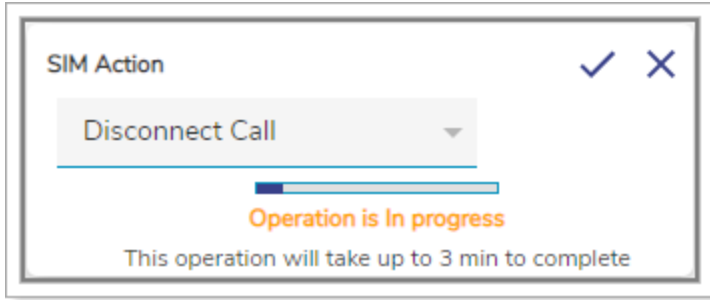 SIM Action
Disconnect Call
Operation is In progress
This operation will take up to 3 min to complete